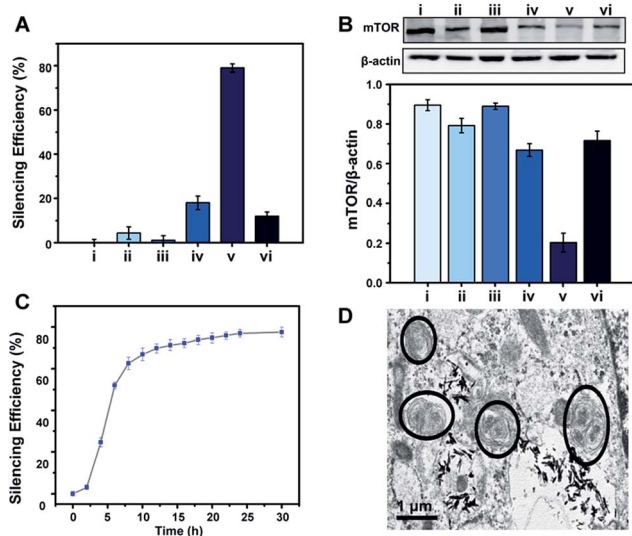 A
Silencing Efficiency (%)
80
60
40
20
0
i ii iii iv v vi
B
i ii iii iv v vi
mTOR
β-actin
mTOR/β-actin
1.0
0.8
0.6
0.4
0.2
0.0
i ii iii iv v vi
C
Silencing Efficiency (%)
80
60
40
20
0
0 5 10 15 20 25 30
Time (h)
D
1 μm